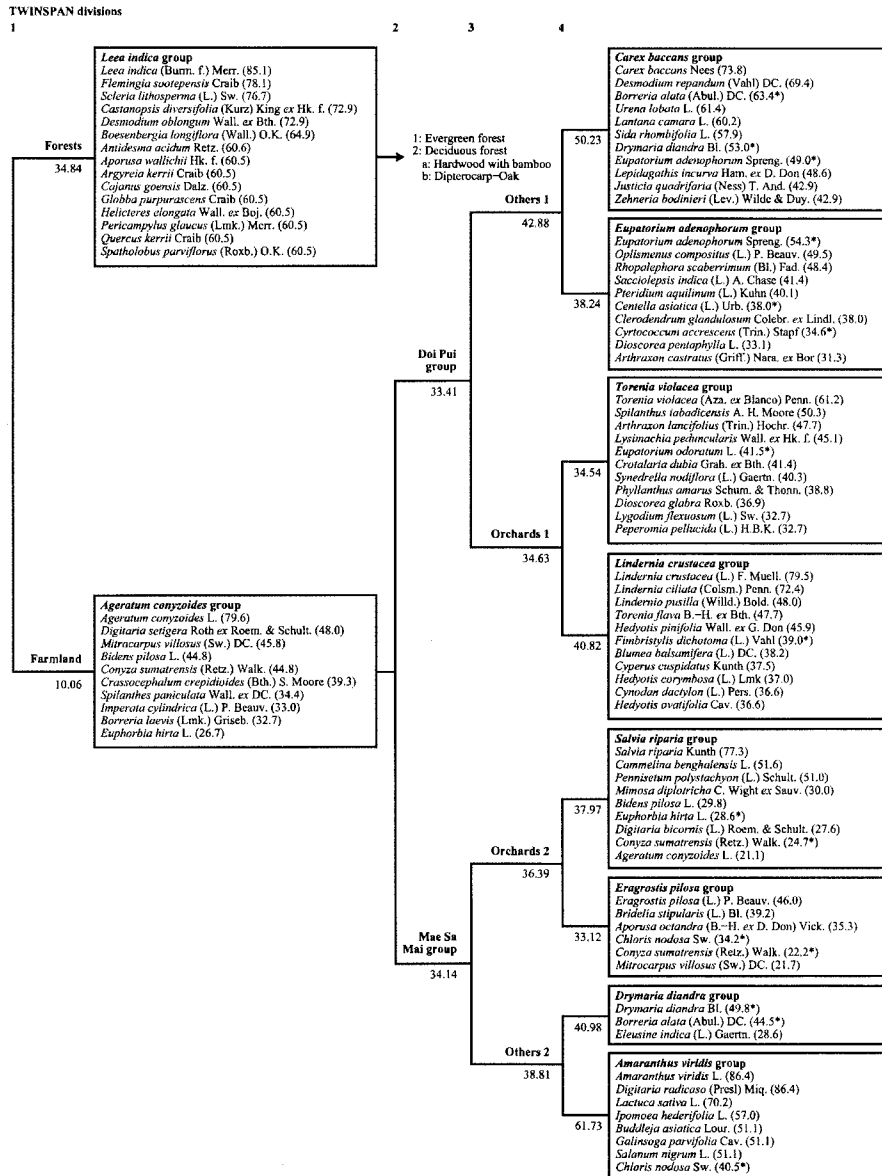 TWINSPAN divisions
1 2 3 4
Leea indica group
Leea indica (Burm. f.) Merr. (85.1)
Flemingia sootepensis Craib (78.1)
Scleria lithosperma (L.) Sw. (76.7)
Castanopsis diversifolia (Kurz) King ex Hk. f. (72.9)
Desmodium oblongum Wall. ex Bth. (72.9)
Boesenbergia longiflora (Wall.) O.K. (64.9)
Antidesma acidum Retz. (60.6)
Aporusa wallichii Hk. f. (60.5)
Argyreia kerrii Craib (60.5)
Cajanus goensis Dalz. (60.5)
Globba purpurascens Craib (60.5)
Helicteres elongata Wall. ex Boj. (60.5)
Pericampylus glaucus (Lmk.) Merr. (60.5)
Quercus kerrii Craib (60.5)
Spatholobus parviflorus (Roxb.) O.K. (60.5)
Forests
34.84
1: Evergreen forest
2: Deciduous forest
a: Hardwood with bamboo
b: Dipterocarp-Oak
Ageratum conyzoides group
Ageratum conyzoides L. (79.6)
Digitaria setigera Roth ex Roem. & Schult. (48.0)
Mitrocarpus villosus (Sw.) DC. (45.8)
Bidens pilosa L. (44.8)
Conyza sumatrensis (Retz.) Walk. (44.8)
Crassocephalum crepidioides (Bth.) S. Moore (39.3)
Spilanthes paniculata Wall. ex DC. (34.4)
Imperata cylindrica (L.) P. Beauv. (33.0)
Borreria laevis (Lmk.) Griseb. (32.7)
Euphorbia hirta L. (26.7)
Farmland
10.06
Doi Pui
group
33.41
Mae Sa
Mai group
34.14
Others 1
42.88
Orchards 1
34.63
Orchards 2
36.39
Others 2
38.81
50.23
Carex baccans group
Carex baccans Nees (73.8)
Desmodium repandum (Vahl) DC. (69.4)
Borreria alata (Abul.) DC. (63.4*)
Urena lobata L. (61.4)
Lantana camara L. (60.2)
Sida rhombifolia L. (57.9)
Drymaria diandra Bl. (53.0*)
Eupatorium adenophorum Spreng. (49.0*)
Lepidagathis incurva Ham. ex D. Don (48.6)
Justicia quadrifaria (Ness) T. And. (42.9)
Zehneria bodinieri (Lev.) Wilde & Duy. (42.9)
38.24
Eupatorium adenophorum group
Eupatorium adenophorum Spreng. (54.3*)
Oplismenus compositus (L.) P. Beauv. (49.5)
Rhopalephora scaberrimum (Bl.) Fad. (48.4)
Sacciolepsis indica (L.) A. Chase (41.4)
Pteridium aquilinum (L.) Kuhn (40.1)
Centella asiatica (L.) Urb. (38.0*)
Clerodendrum glandulosum Colebr. ex Lindl. (38.0)
Cyrtococcum accrescens (Trin.) Stapf (34.6*)
Dioscorea pentaphylla L. (33.1)
Arthraxon castratus (Griff.) Nara. ex Bor (31.3)
34.54
Torenia violacea group
Torenia violacea (Aza. ex Blanco) Penn. (61.2)
Spilanthus iabadicensis A. H. Moore (50.3)
Arthraxon lancifolius (Trin.) Hochr. (47.7)
Lysimachia peduncularis Wall. ex Hk. f. (45.1)
Eupatorium odoratum L. (41.5*)
Crotalaria dubia Grah. ex Bth. (41.4)
Synedrella nodiflora (L.) Gaertn. (40.3)
Phyllanthus amarus Schum. & Thonn. (38.8)
Dioscorea glabra Roxb. (36.9)
Lygodium flexuosum (L.) Sw. (32.7)
Peperomia pellucida (L.) H.B.K. (32.7)
40.82
Lindernia crustacea group
Lindernia crustacea (L.) F. Muell. (79.5)
Lindernia ciliata (Colsm.) Penn. (72.4)
Lindernio pusilla (Willd.) Bold. (48.0)
Torenia flava B.-H. ex Bth. (47.7)
Hedyotis pinifolia Wall. ex G. Don (45.9)
Fimbristylis dichotoma (L.) Vahl (39.0*)
Blumea balsamifera (L.) DC. (38.2)
Cyperus cuspidatus Kunth (37.5)
Hedyotis corymbosa (L.) Lmk (37.0)
Cynodon dactylon (L.) Pers. (36.6)
Hedyotis ovatifolia Cav. (36.6)
37.97
Salvia riparia group
Salvia riparia Kunth (77.3)
Cammelina benghalensis L. (51.6)
Pennisetum polystachyon (L.) Schult. (51.0)
Mimosa diplotricha C. Wight ex Sauv. (30.0)
Bidens pilosa L. (29.8)
Euphorbia hirta L. (28.6*)
Digitaria bicornis (L.) Roem. & Schult. (27.6)
Conyza sumatrensis (Retz.) Walk. (24.7*)
Ageratum conyzoides L. (21.1)
33.12
Eragrostis pilosa group
Eragrostis pilosa (L.) P. Beauv. (46.0)
Bridelia stipularis (L.) Bl. (39.2)
Aporusa octandra (B.-H. ex D. Don) Vick. (35.3)
Chloris nodosa Sw. (34.2*)
Conyza sumatrensis (Retz.) Walk. (22.2*)
Mitrocarpus villosus (Sw.) DC. (21.7)
40.98
Drymaria diandra group
Drymaria diandra Bl. (49.8*)
Borreria alata (Abul.) DC. (44.5*)
Eleusine indica (L.) Gaertn. (28.6)
61.73
Amaranthus viridis group
Amaranthus viridis L. (86.4)
Digitaria radicaso (Presl) Miq. (86.4)
Lactuca sativa L. (70.2)
Ipomoea hederifolia L. (57.0)
Buddleja asiatica Lour. (51.1)
Galinsoga parvifolia Cav. (51.1)
Salanum nigrum L. (51.1)
Chloris nodosa Sw. (40.5*)